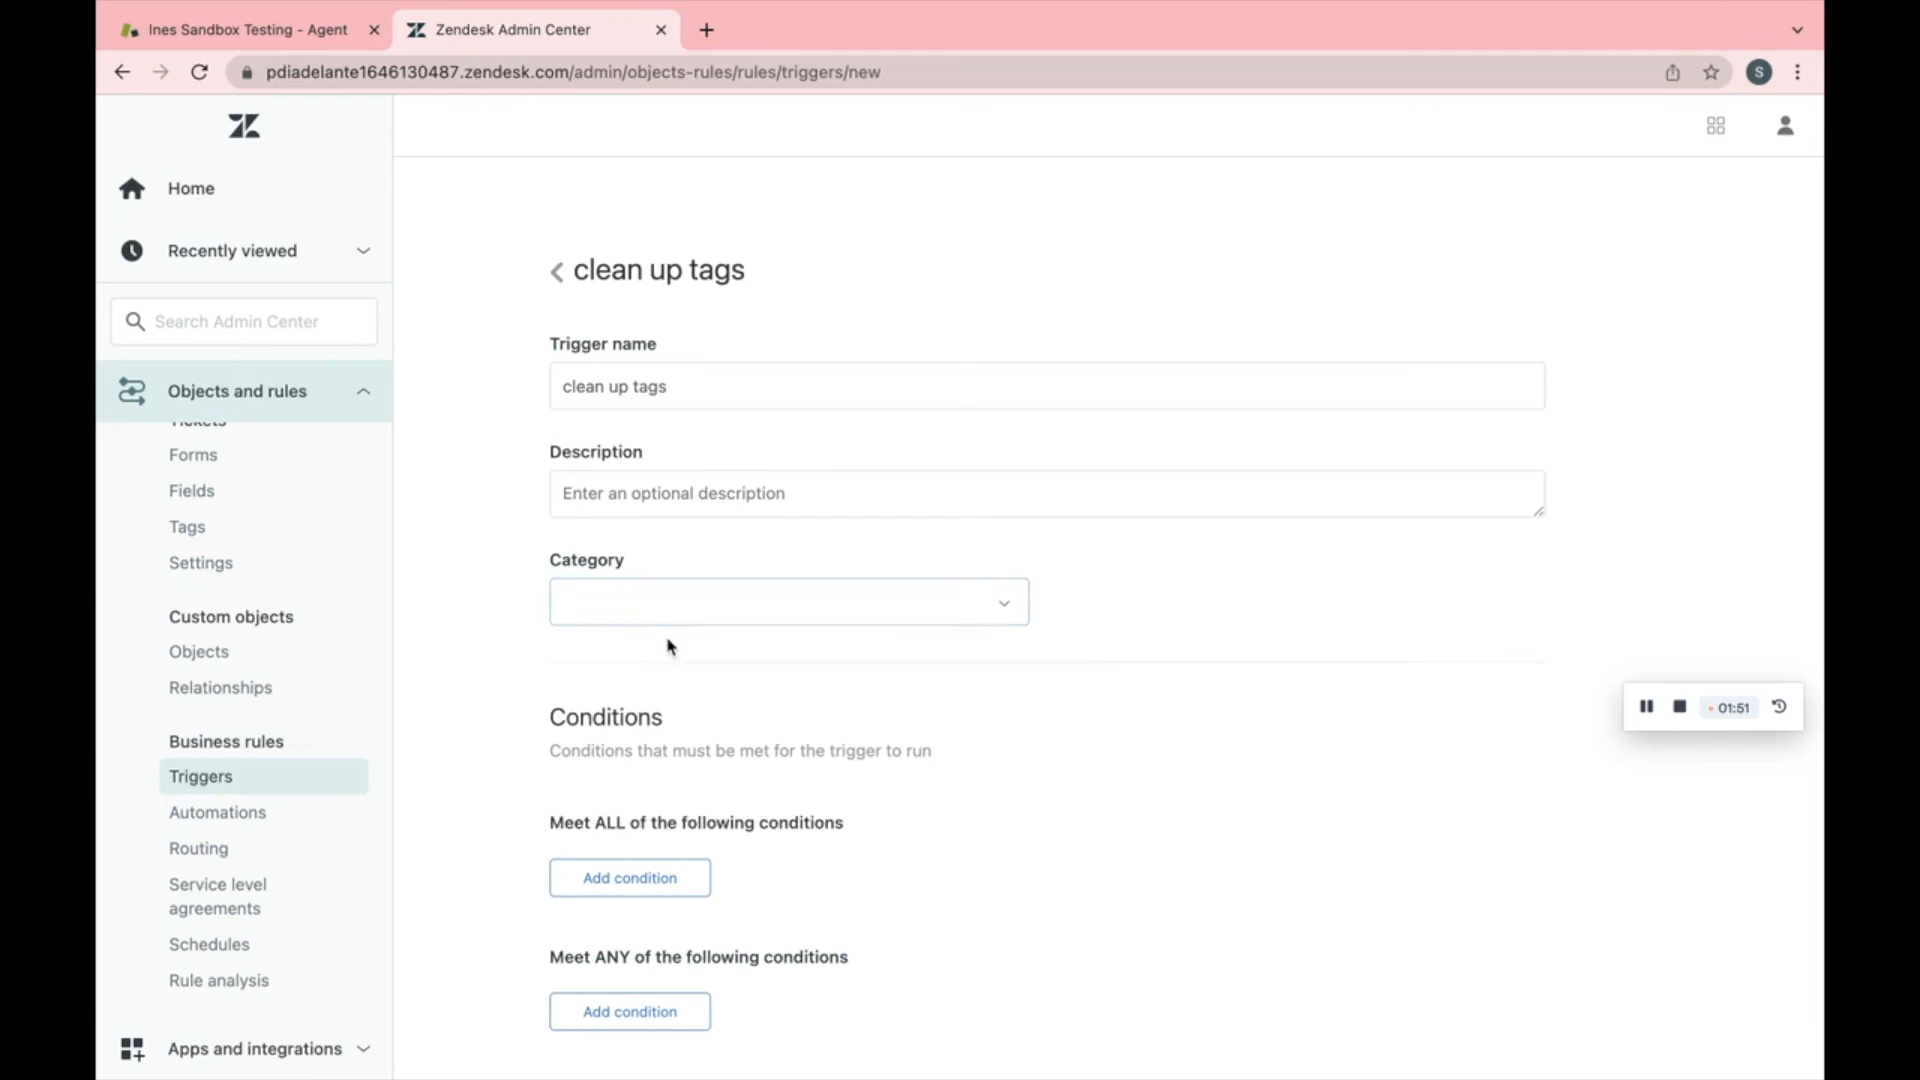 Ines Sandbox Testing - Agent
Zendesk Admin Center
pdiadelante1646130487.zendesk.com/admin/objects-rules/rules/triggers/new
S
Home
Recently viewed
Search Admin Center
Objects and rules
Tickets
Forms
Fields
Tags
Settings
Custom objects
Objects
Relationships
Business rules
Triggers
Automations
Routing
Service level
agreements
Schedules
Rule analysis
Apps and integrations
clean up tags
Trigger name
clean up tags
Description
Enter an optional description
Category
Conditions
Conditions that must be met for the trigger to run
Meet ALL of the following conditions
Add condition
Meet ANY of the following conditions
Add condition
01:51